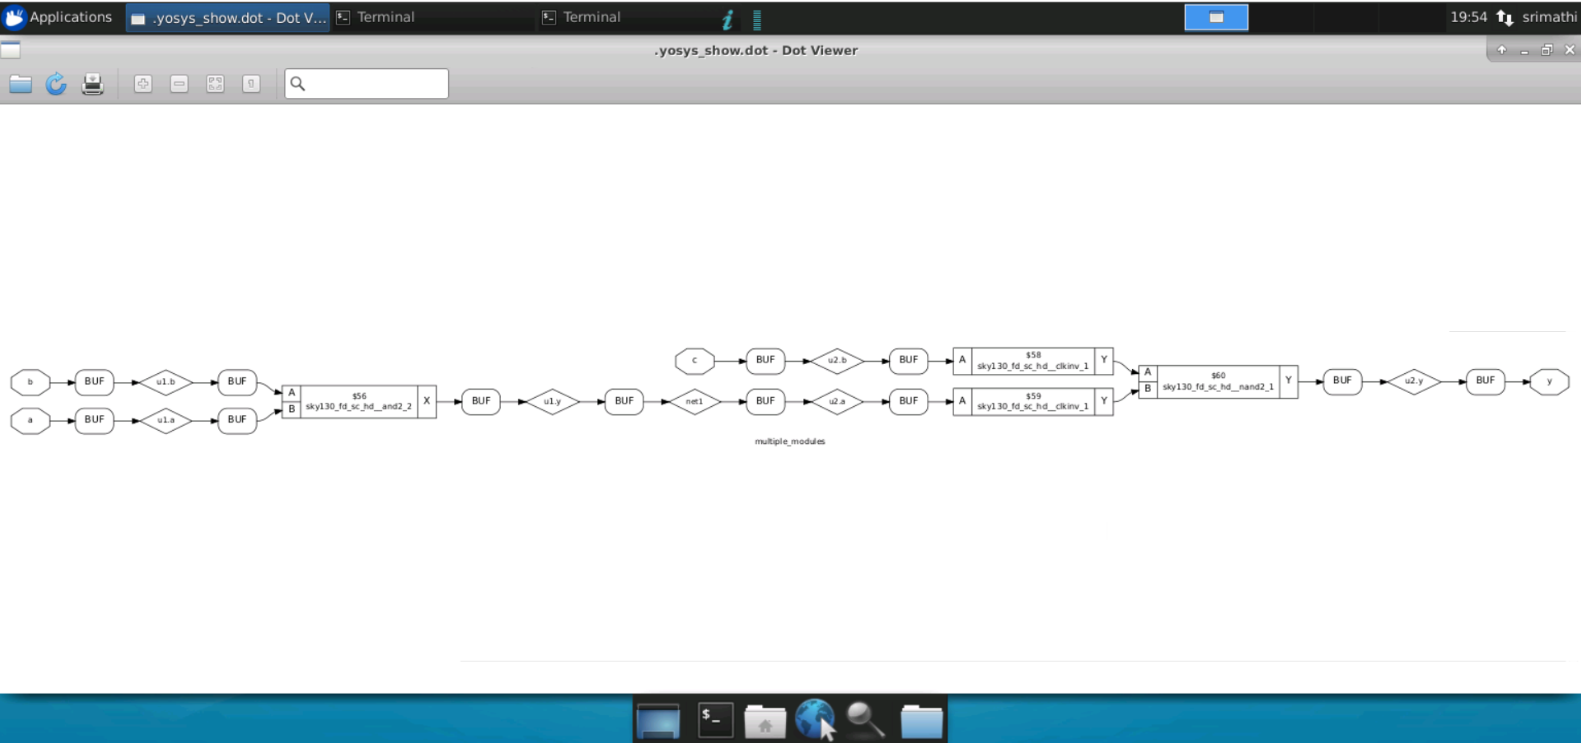 Applications
.yosys_show.dot - Dot V...
Terminal
Terminal
19:54
srimathi
.yosys_show.dot - Dot Viewer
c
BUF
u2.b
BUF
A
$58
sky130_fd_sc_hd__clkinv_1
Y
b
BUF
u1.b
BUF
A
B
$56
sky130_fd_sc_hd__and2_2
X
a
BUF
u1.a
BUF
BUF
u1.y
BUF
net1
BUF
u2.a
BUF
A
$59
sky130_fd_sc_hd__clkinv_1
Y
A
B
$60
sky130_fd_sc_hd__nand2_1
Y
BUF
u2.y
BUF
y
multiple_modules
$_